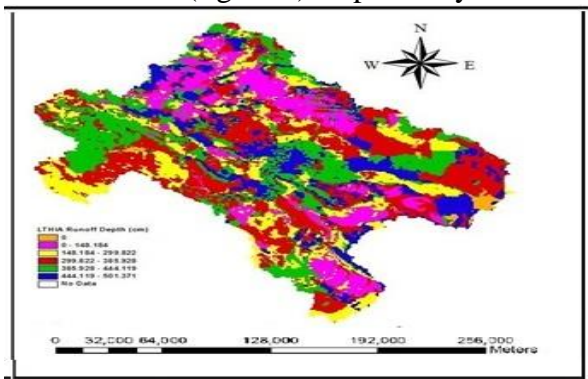 N
W E
S
LTHIA Runoff Depth (cm)
0
0 - 148.184
148.184 - 299.822
299.822 - 365.928
365.928 - 444.119
444.119 - 501.371
No Data
0 32,000 64,000 128,000 192,000 256,000
Meters